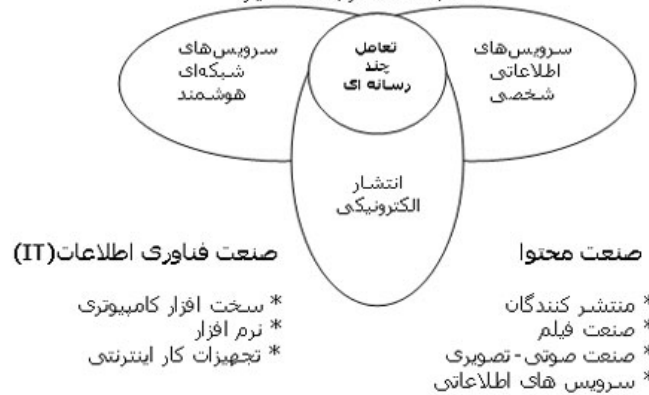 سرویس‌های
اطلاعاتی
شخصی
تعامل
چند
رسانه ای
سرویس‌های
شبکه‌ای
هوشمند
انتشار
الکترونیکی
صنعت محتوا
* منتشر کنندگان
* صنعت فیلم
* صنعت صوتی-تصویری
* سرویس های اطلاعاتی
صنعت فناوری اطلاعات(IT)
* سخت افزار کامپیوتری
* نرم افزار
* تجهیزات کار اینترنتی